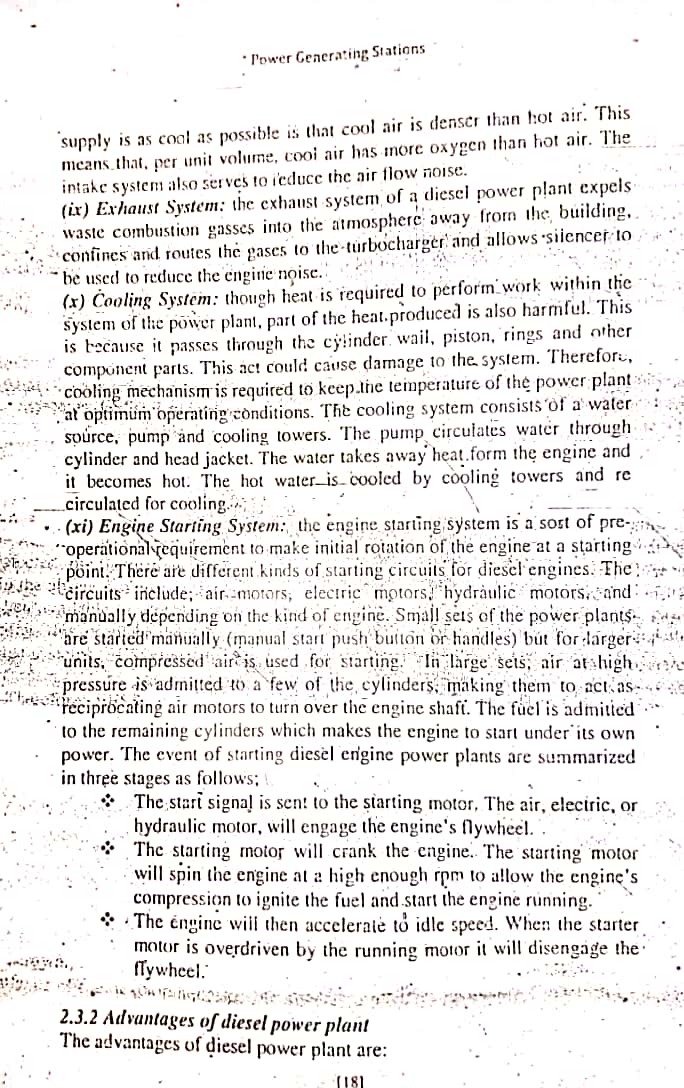 Power Generating Stations
supply is as cool as possible is that cool air is denser than hot air. This
means that, per unit volume, cool air has more oxygen than hot air. The
intake system also serves to reduce the air flow noise.
(ix) Exhaust System: the exhaust system of a diesel power plant expels
waste combustion gasses into the atmosphere away from the building,
confines and routes the gases to the turbocharger and allows silencer to
be used to reduce the engine noise.
(x) Cooling System: though heat is required to perform work within the
system of the power plant, part of the heat produced is also harmful. This
is because it passes through the cylinder wall, piston, rings and other
component parts. This act could cause damage to the system. Therefore,
cooling mechanism is required to keep the temperature of the power plant
at optimum operating conditions. The cooling system consists of a water
source, pump and cooling towers. The pump circulates water through
cylinder and head jacket. The water takes away heat form the engine and
it becomes hot. The hot water is cooled by cooling towers and re
circulated for cooling.
(xi) Engine Starting System: the engine starting system is a sost of pre-
operational requirement to make initial rotation of the engine at a starting
point. There are different kinds of starting circuits for diesel engines. The
circuits include; air motors, electric motors, hydraulic motors, and
manually depending on the kind of engine. Small sets of the power plants
are started manually (manual start push button or handles) but for larger
units, compressed air is used for starting. In large sets; air at high
pressure is admitted to a few of the cylinders, making them to act as
reciprocating air motors to turn over the engine shaft. The fuel is admitted
to the remaining cylinders which makes the engine to start under its own
power. The event of starting diesel engine power plants are summarized
in three stages as follows;
❖ The start signal is sent to the starting motor, The air, electric, or
hydraulic motor, will engage the engine's flywheel.
❖ The starting motor will crank the engine. The starting motor
will spin the engine at a high enough rpm to allow the engine's
compression to ignite the fuel and start the engine running.
❖ The engine will then accelerate to idle speed. When the starter
motor is overdriven by the running motor it will disengage the
flywheel.
2.3.2 Advantages of diesel power plant
The advantages of diesel power plant are:
[18]